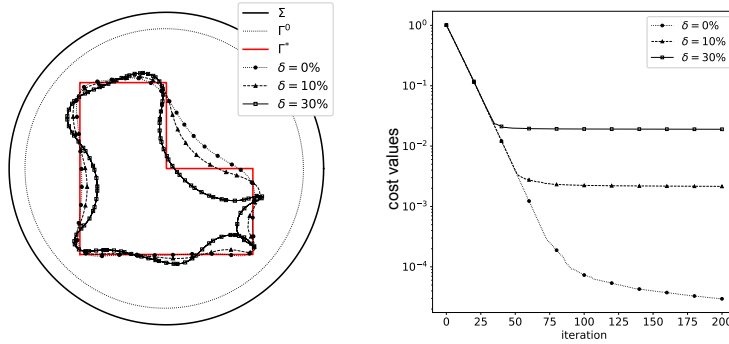 Σ
Γ⁰
Γ*
δ = 0%
δ = 10%
δ = 30%
cost values
10⁰
10⁻¹
10⁻²
10⁻³
10⁻⁴
δ = 0%
δ = 10%
δ = 30%
0 25 50 75 100 125 150 175 200
iteration